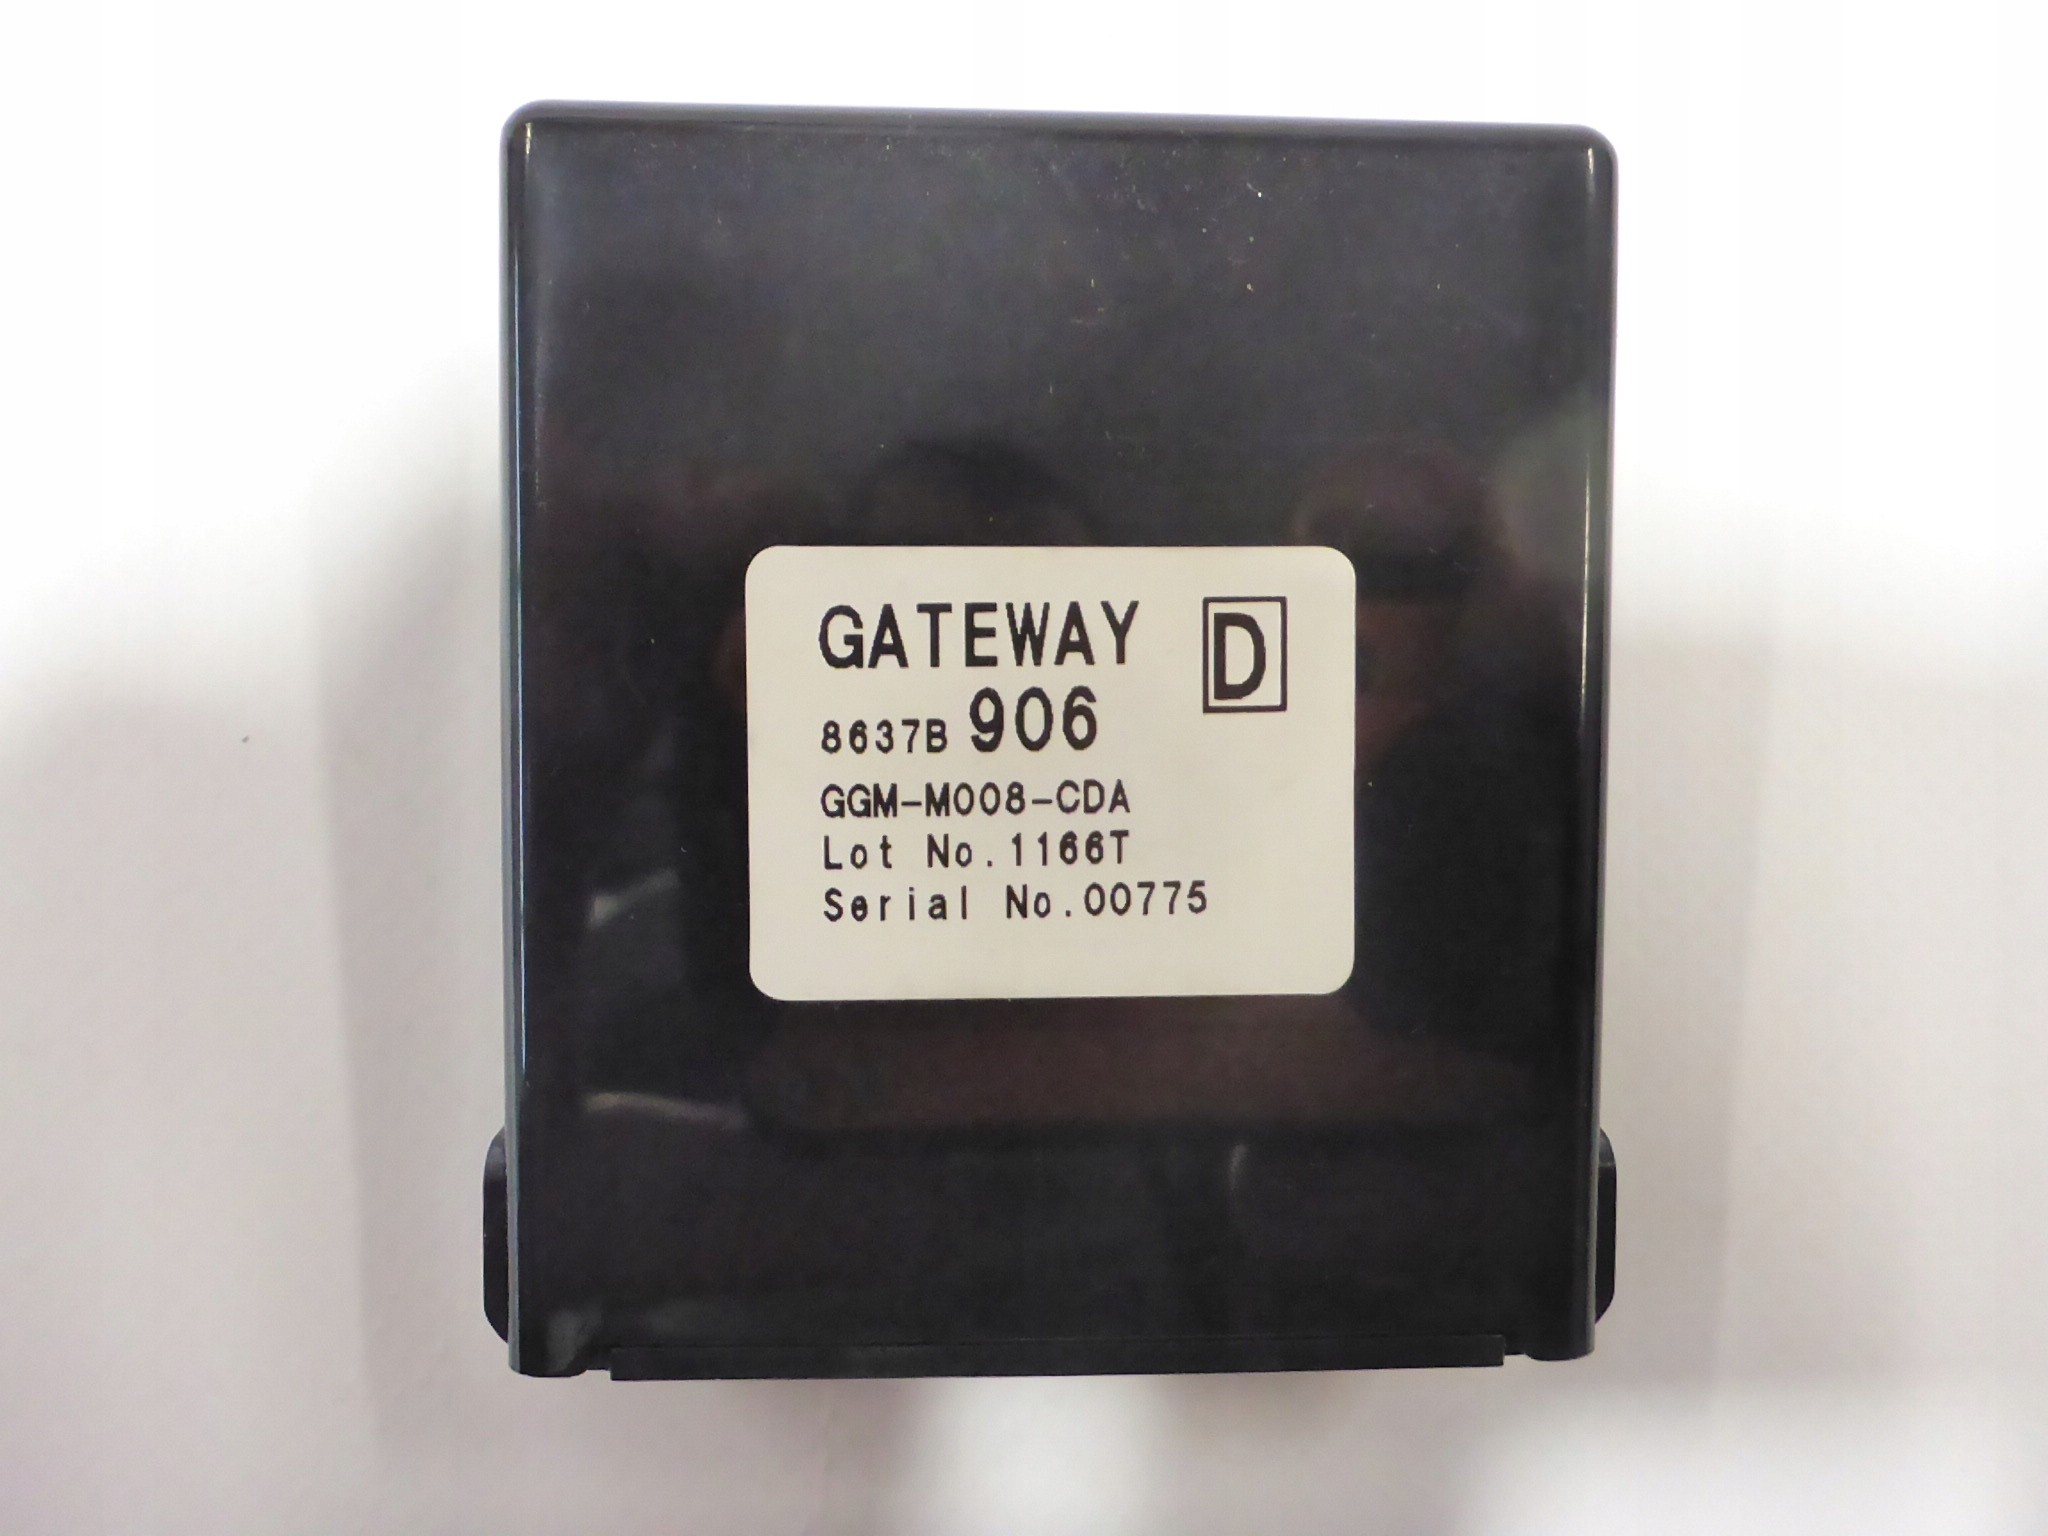 GATEWAY D
8637B 906
GGM-M008-CDA
Lot No.1166T
Serial No.00775